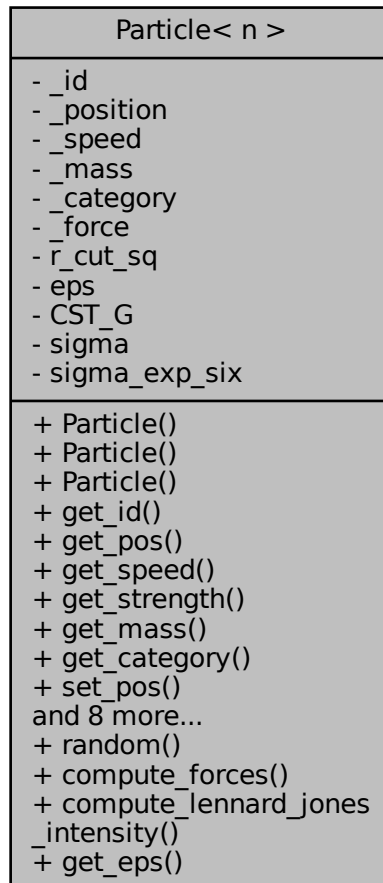 Particle< n >
- _id
- _position
- _speed
- _mass
- _category
- _force
- r_cut_sq
- eps
- CST_G
- sigma
- sigma_exp_six
+ Particle()
+ Particle()
+ Particle()
+ get_id()
+ get_pos()
+ get_speed()
+ get_strength()
+ get_mass()
+ get_category()
+ set_pos()
and 8 more...
+ random()
+ compute_forces()
+ compute_lennard_jones
_intensity()
+ get_eps()